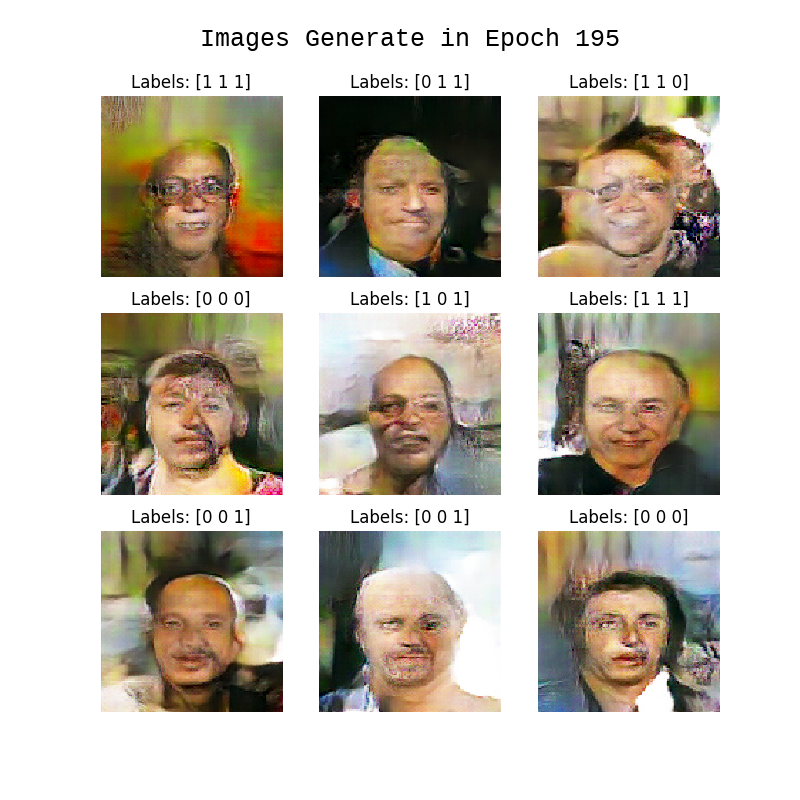 Images Generate in Epoch 195
Labels: [1 1 1]
Labels: [0 1 1]
Labels: [1 1 0]
Labels: [0 0 0]
Labels: [1 0 1]
Labels: [1 1 1]
Labels: [0 0 1]
Labels: [0 0 1]
Labels: [0 0 0]